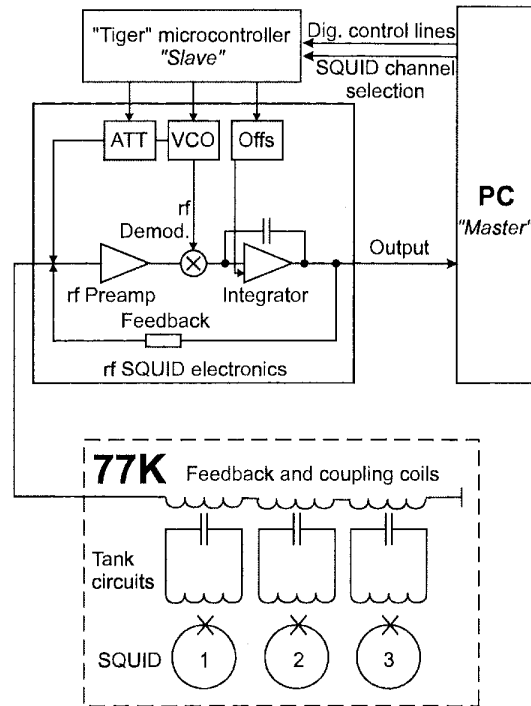 "Tiger" microcontroller
"Slave"
Dig. control lines
SQUID channel
selection
PC
"Master"
ATT
VCO
Offs
rf
Demod.
rf Preamp
Integrator
Output
Feedback
rf SQUID electronics
77K
Feedback and coupling coils
Tank
circuits
SQUID
1
2
3